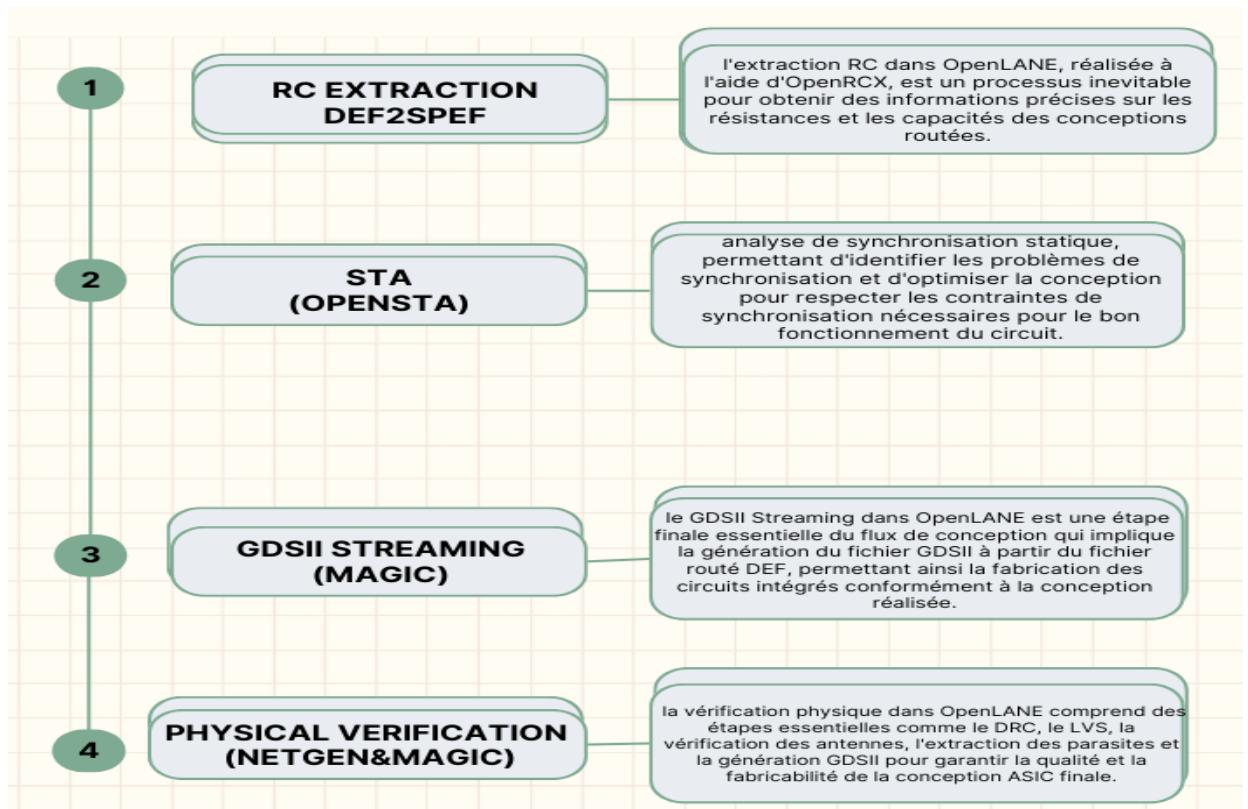 1
RC EXTRACTION
DEF2SPEF
l'extraction RC dans OpenLANE, réalisée à
l'aide d'OpenRCX, est un processus inevitable
pour obtenir des informations précises sur les
résistances et les capacités des conceptions
routées.
2
STA
(OPENSTA)
analyse de synchronisation statique,
permettant d'identifier les problèmes de
synchronisation et d'optimiser la conception
pour respecter les contraintes de
synchronisation nécessaires pour le bon
fonctionnement du circuit.
3
GDSII STREAMING
(MAGIC)
le GDSII Streaming dans OpenLANE est une étape
finale essentielle du flux de conception qui implique
la génération du fichier GDSII à partir du fichier
routé DEF, permettant ainsi la fabrication des
circuits intégrés conformément à la conception
réalisée.
4
PHYSICAL VERIFICATION
(NETGEN&MAGIC)
la vérification physique dans OpenLANE comprend des
étapes essentielles comme le DRC, le LVS, la
vérification des antennes, l'extraction des parasites et
la génération GDSII pour garantir la qualité et la
fabricabilité de la conception ASIC finale.